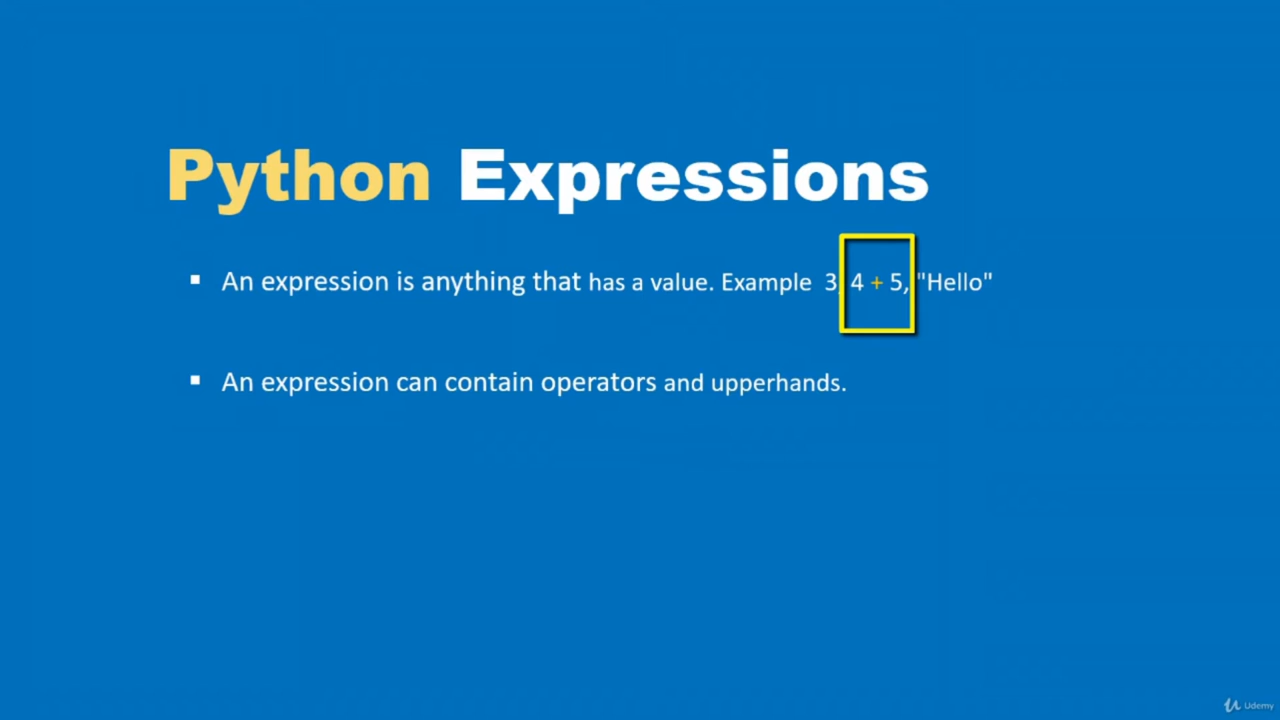 Python Expressions
▪ An expression is anything that has a value. Example 3, 4 + 5, "Hello"
▪ An expression can contain operators and upperhands.
Udemy